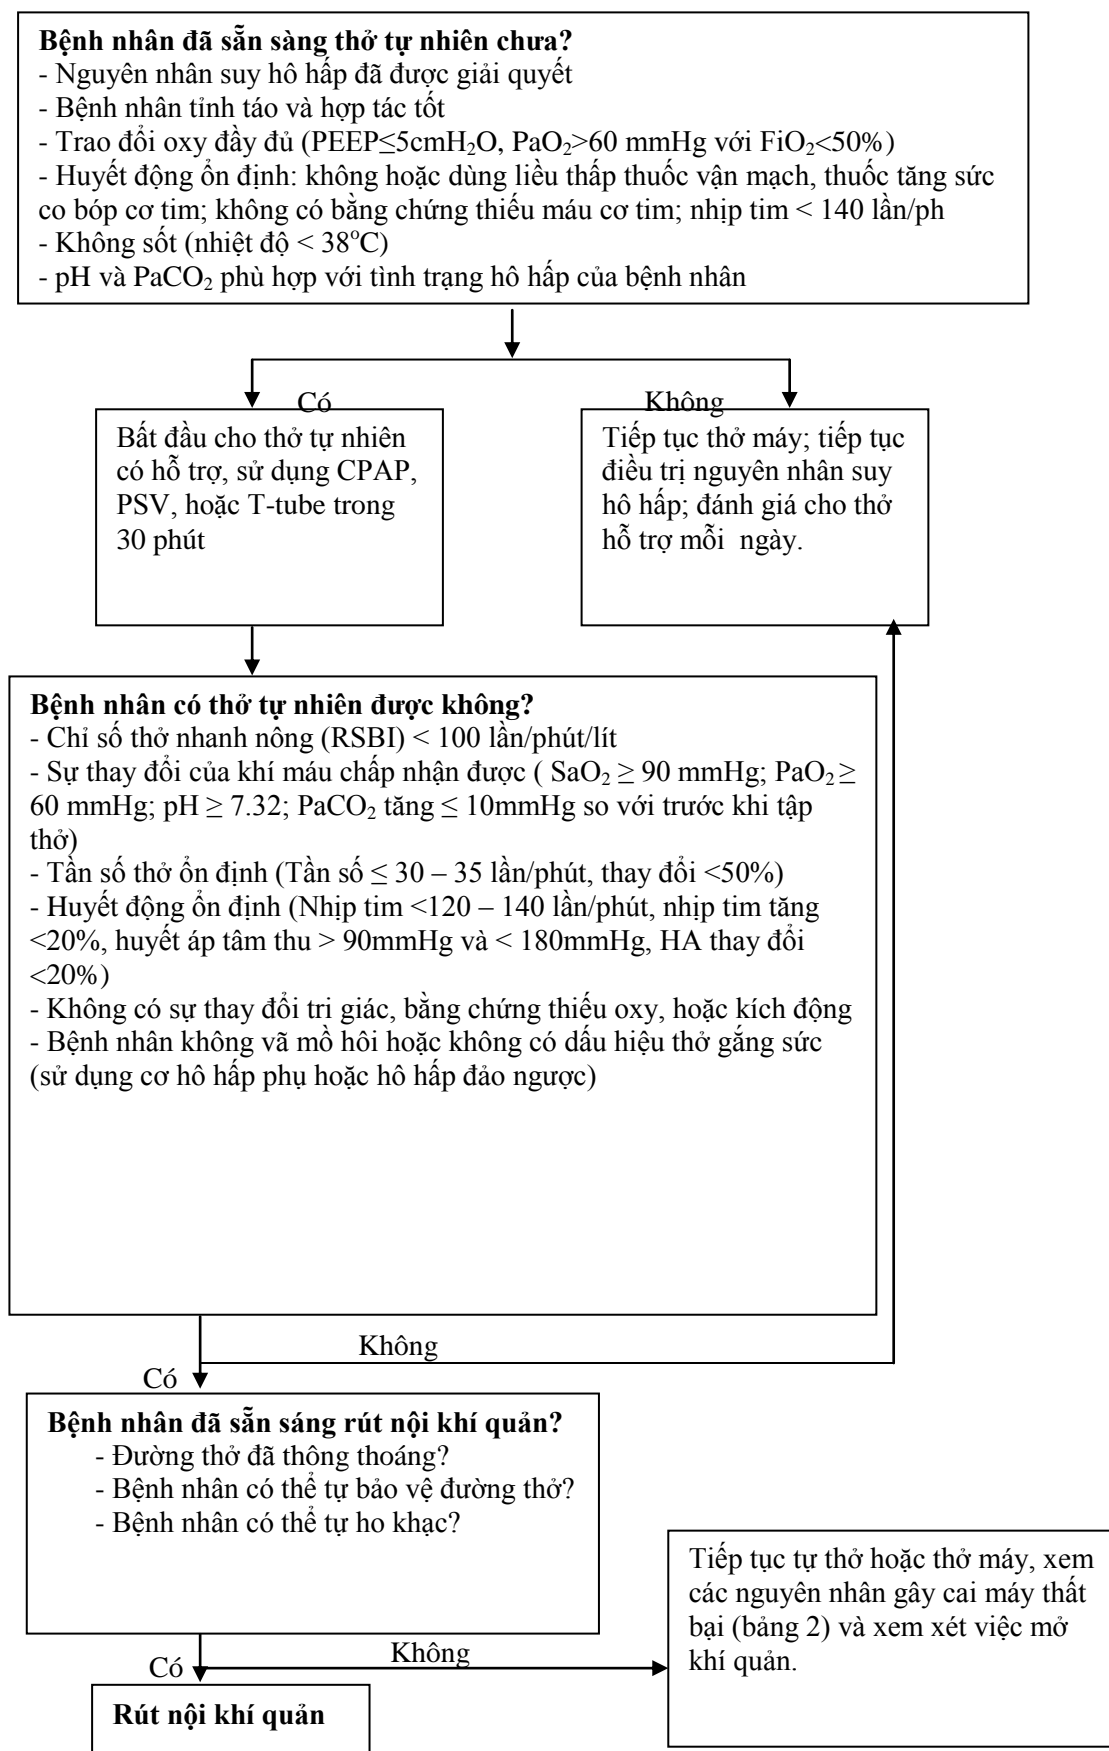 Bệnh nhân đã sẵn sàng thở tự nhiên chưa?
- Nguyên nhân suy hô hấp đã được giải quyết
- Bệnh nhân tỉnh táo và hợp tác tốt
- Trao đổi oxy đầy đủ (PEEP≤5cmH₂O, PaO₂>60 mmHg với FiO₂<50%)
- Huyết động ổn định: không hoặc dùng liều thấp thuốc vận mạch, thuốc tăng sức
co bóp cơ tim; không có bằng chứng thiếu máu cơ tim; nhịp tim < 140 lần/ph
- Không sốt (nhiệt độ < 38°C)
- pH và PaCO₂ phù hợp với tình trạng hô hấp của bệnh nhân
Có
Bất đầu cho thở tự nhiên
có hỗ trợ, sử dụng CPAP,
PSV, hoặc T-tube trong
30 phút
Không
Tiếp tục thở máy; tiếp tục
điều trị nguyên nhân suy
hô hấp; đánh giá cho thở
hỗ trợ mỗi ngày.
Bệnh nhân có thở tự nhiên được không?
- Chỉ số thở nhanh nông (RSBI) < 100 lần/phút/lít
- Sự thay đổi của khí máu chấp nhận được ( SaO₂ ≥ 90 mmHg; PaO₂ ≥
60 mmHg; pH ≥ 7.32; PaCO₂ tăng ≤ 10mmHg so với trước khi tập
thở)
- Tần số thở ổn định (Tần số ≤ 30 – 35 lần/phút, thay đổi <50%)
- Huyết động ổn định (Nhịp tim <120 – 140 lần/phút, nhịp tim tăng
<20%, huyết áp tâm thu > 90mmHg và < 180mmHg, HA thay đổi
<20%)
- Không có sự thay đổi tri giác, bằng chứng thiếu oxy, hoặc kích động
- Bệnh nhân không vã mồ hôi hoặc không có dấu hiệu thở gắng sức
(sử dụng cơ hô hấp phụ hoặc hô hấp đảo ngược)
Không
Có
Bệnh nhân đã sẵn sáng rút nội khí quản?
- Đường thở đã thông thoáng?
- Bệnh nhân có thể tự bảo vệ đường thở?
- Bệnh nhân có thể tự ho khạc?
Không
Tiếp tục tự thở hoặc thở máy, xem
các nguyên nhân gây cai máy thất
bại (bảng 2) và xem xét việc mở
khí quản.
Có
Rút nội khí quản